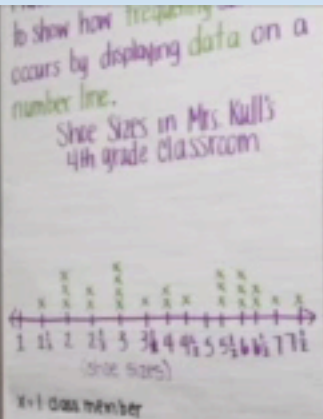 to show how frequently
occurs by displaying data on a
number line.
Shoe Sizes in Mrs. Kull's
4th grade classroom
1 1½ 2 2½ 3 3½ 4 4½ 5 5½ 6 6½ 7 7½
(shoe sizes)
x = 1 class member